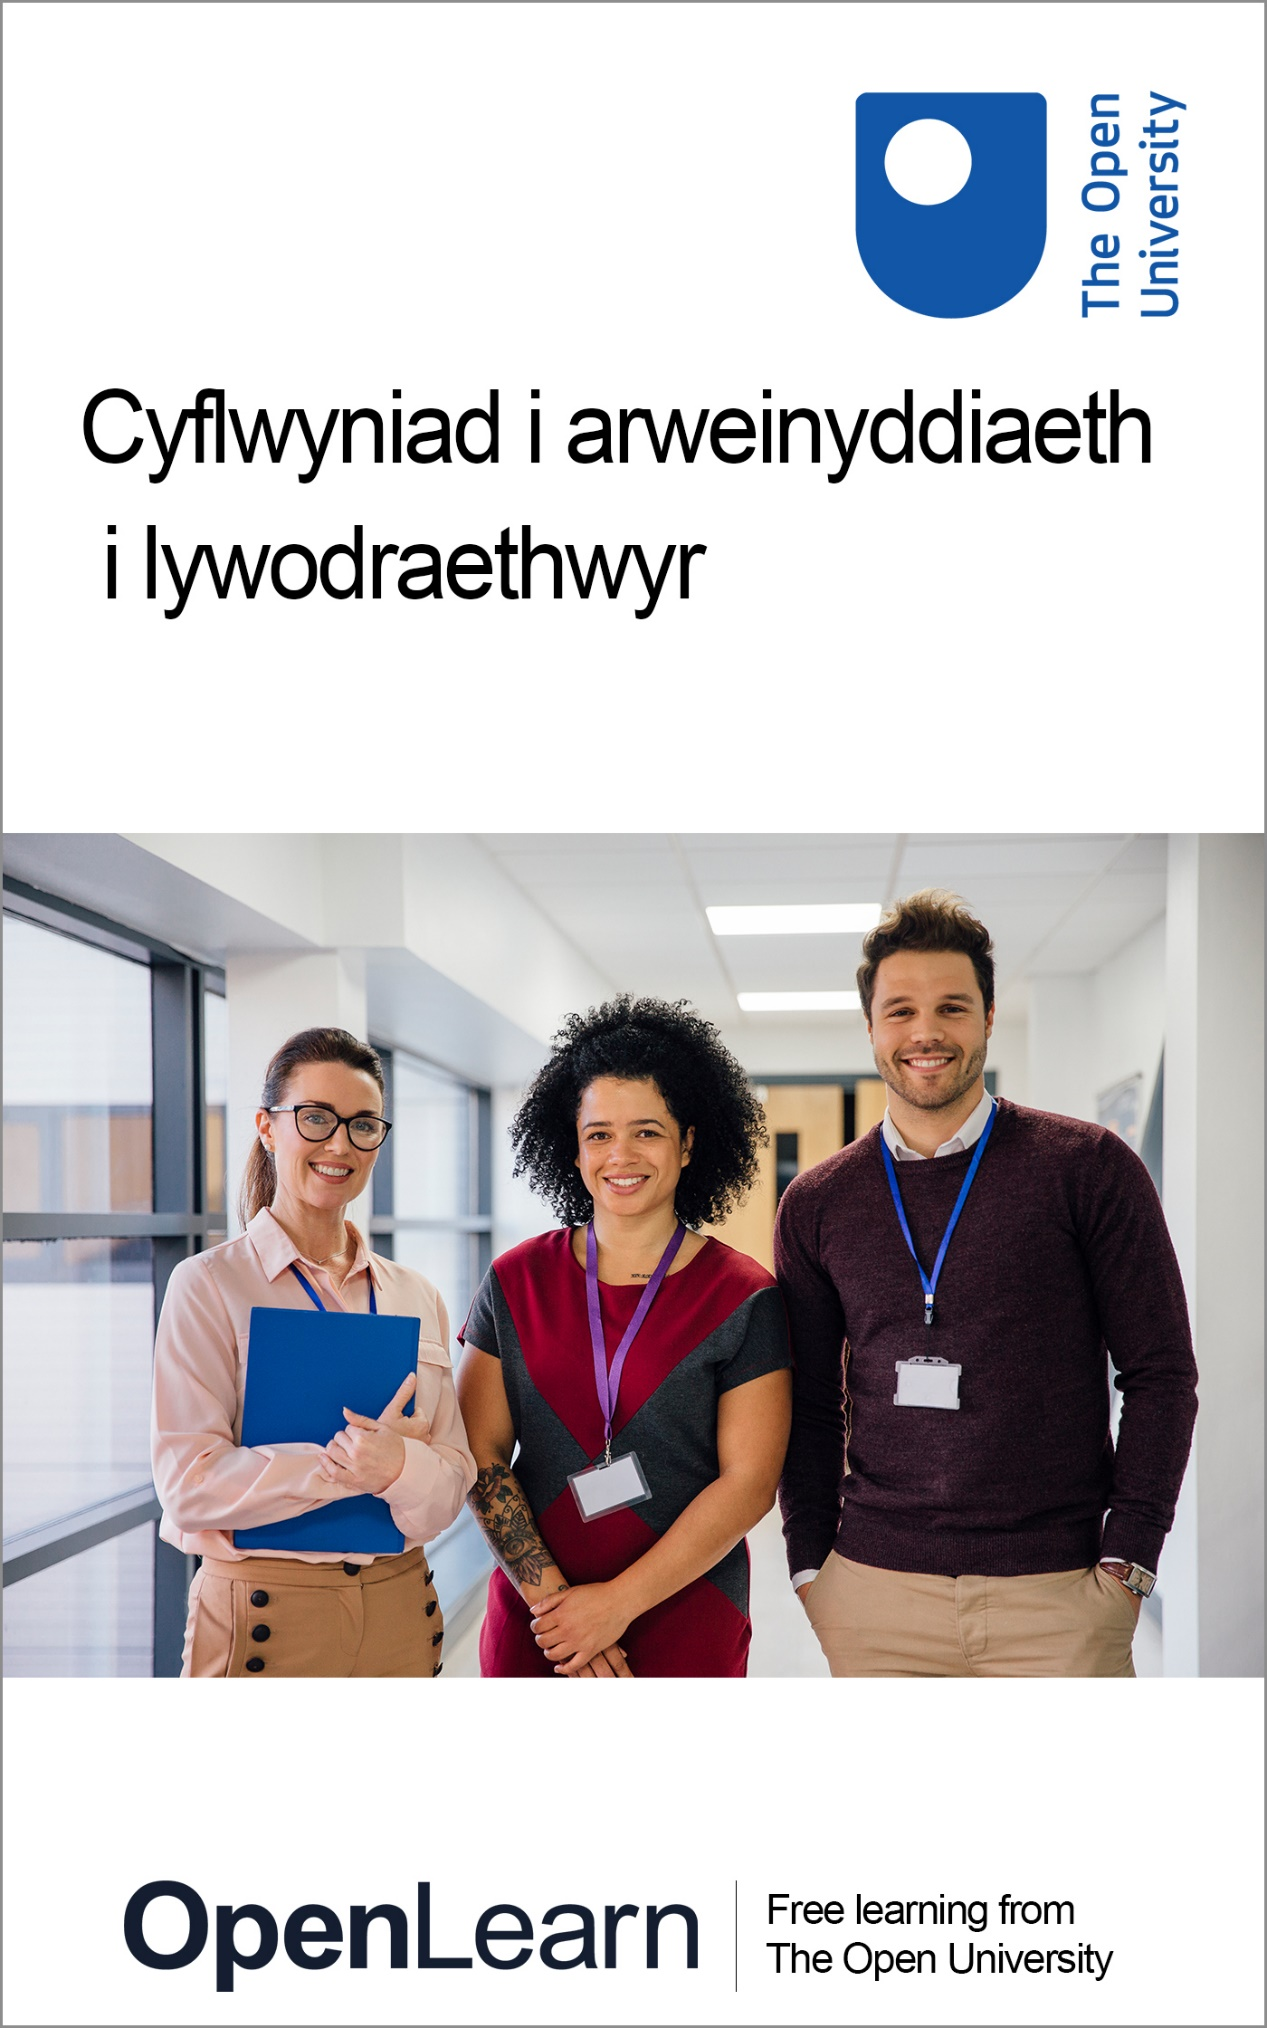 The Open
University
Cyflwyniad i arweinyddiaeth
i lywodraethwyr
OpenLearn
Free learning from
The Open University